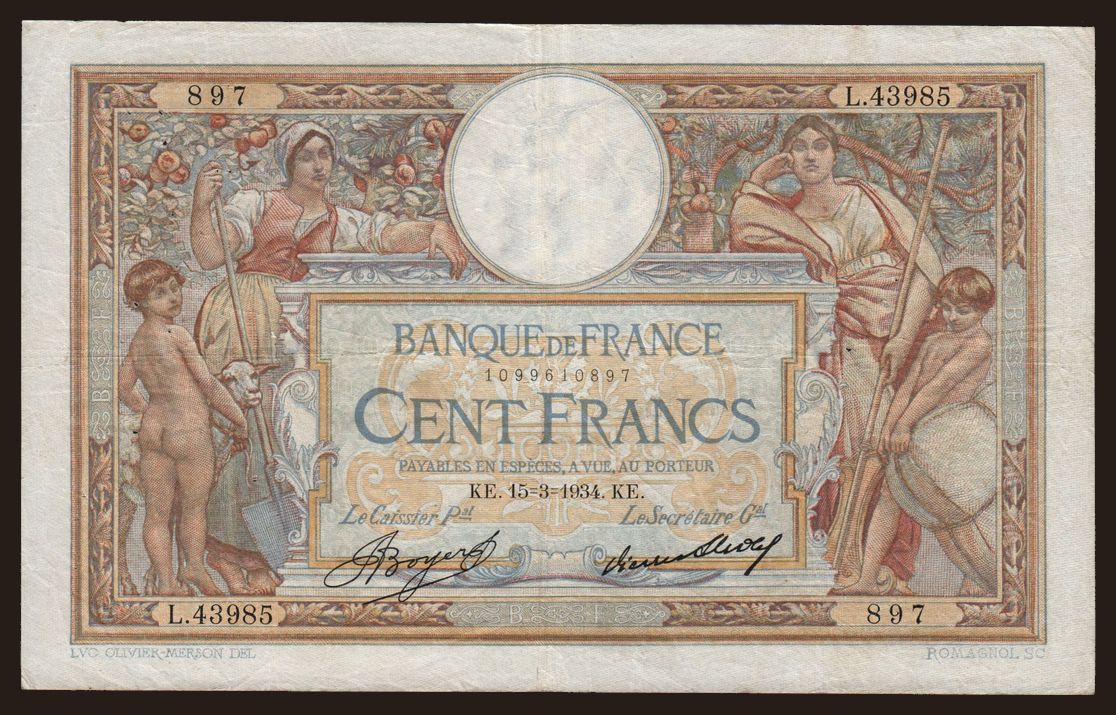 897 L.43985
BANQUE DE FRANCE
1099610897
CENT FRANCS
PAYABLES EN ESPÈCES, A VUE, AU PORTEUR
KE. 15=3=1934. KE.
Le Caissier Pal Le Secrétaire Gal
J Boyer
L.43985 B F 897
LVC OLIVIER-MERSON DEL ROMAGNOL SC